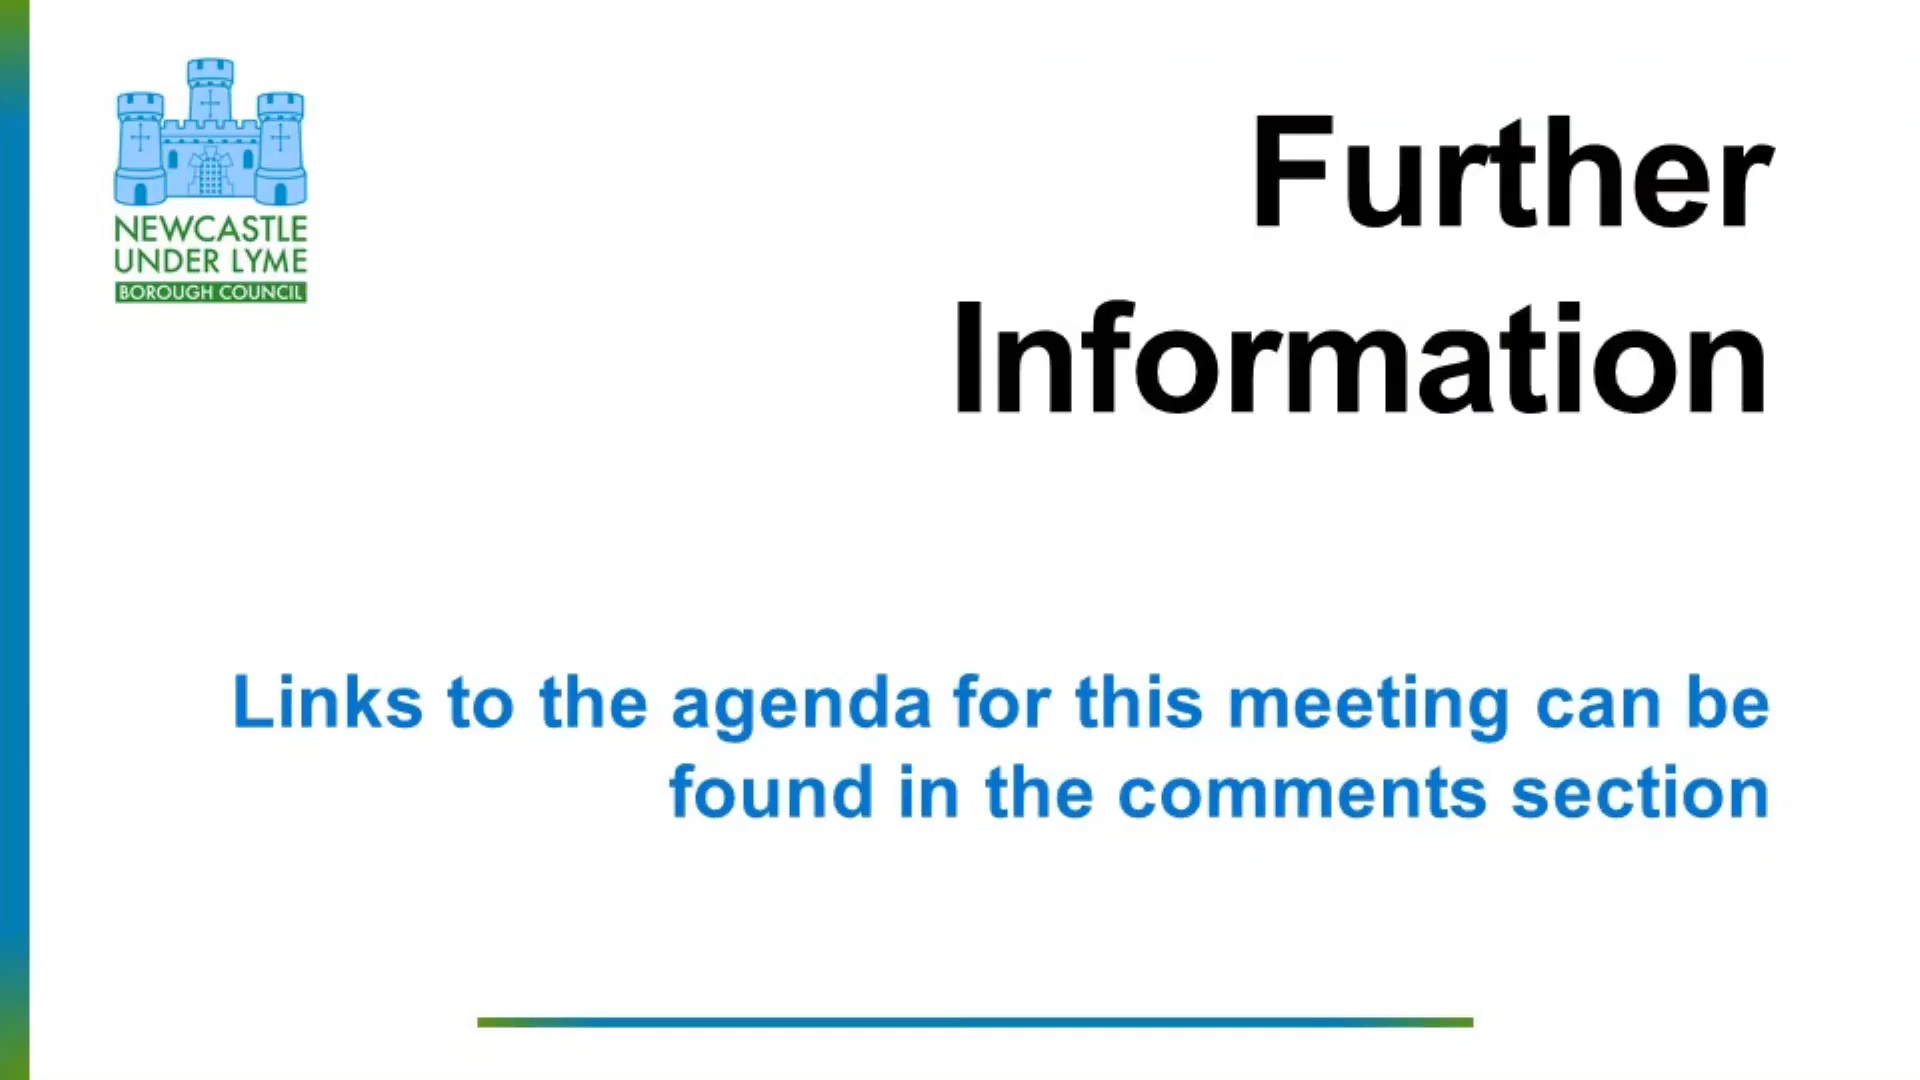 NEWCASTLE
UNDER LYME
BOROUGH COUNCIL
Further
Information
Links to the agenda for this meeting can be
found in the comments section